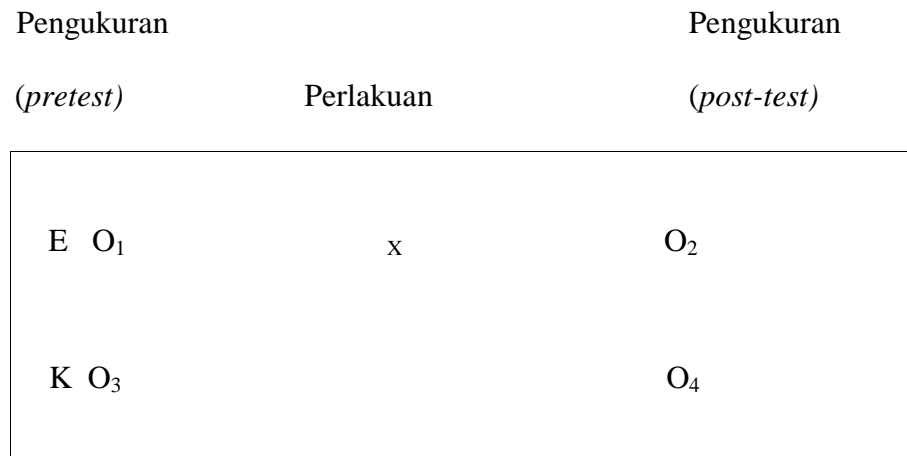 Pengukuran Pengukuran
(pretest) Perlakuan (post-test)
E O₁ X O₂
K O₃ O₄